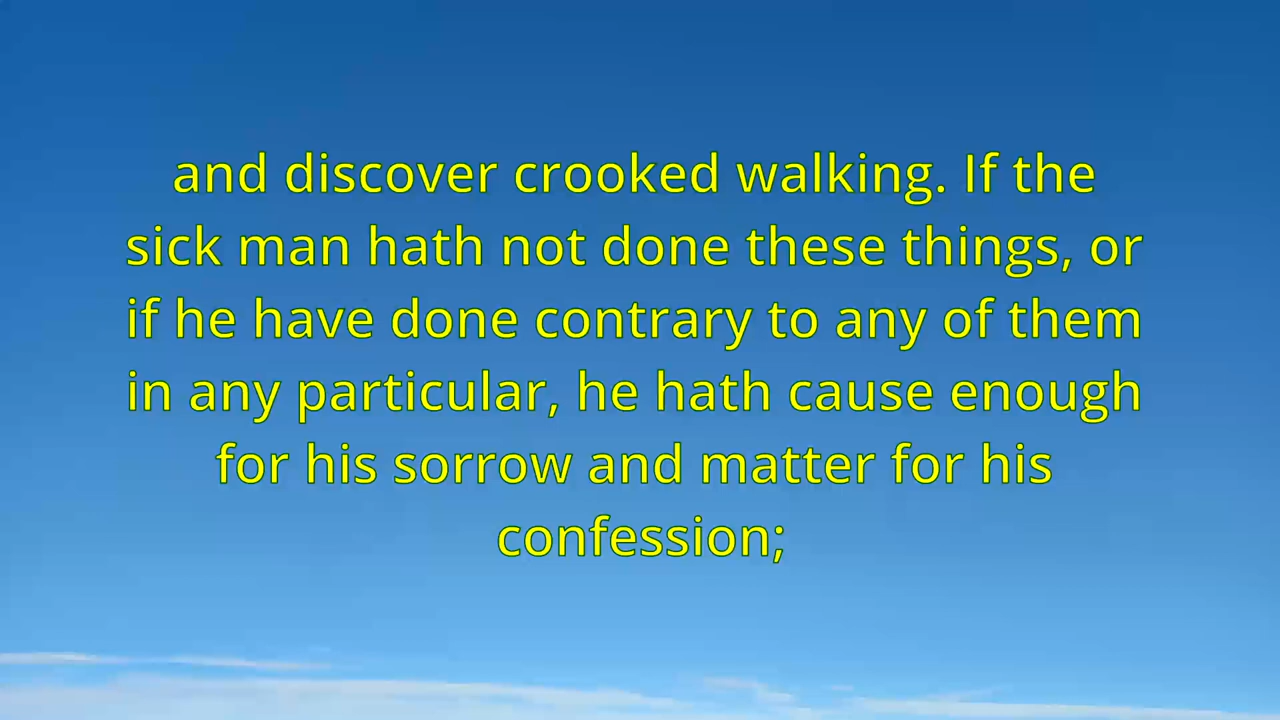 and discover crooked walking. If the
sick man hath not done these things, or
if he have done contrary to any of them
in any particular, he hath cause enough
for his sorrow and matter for his
confession;